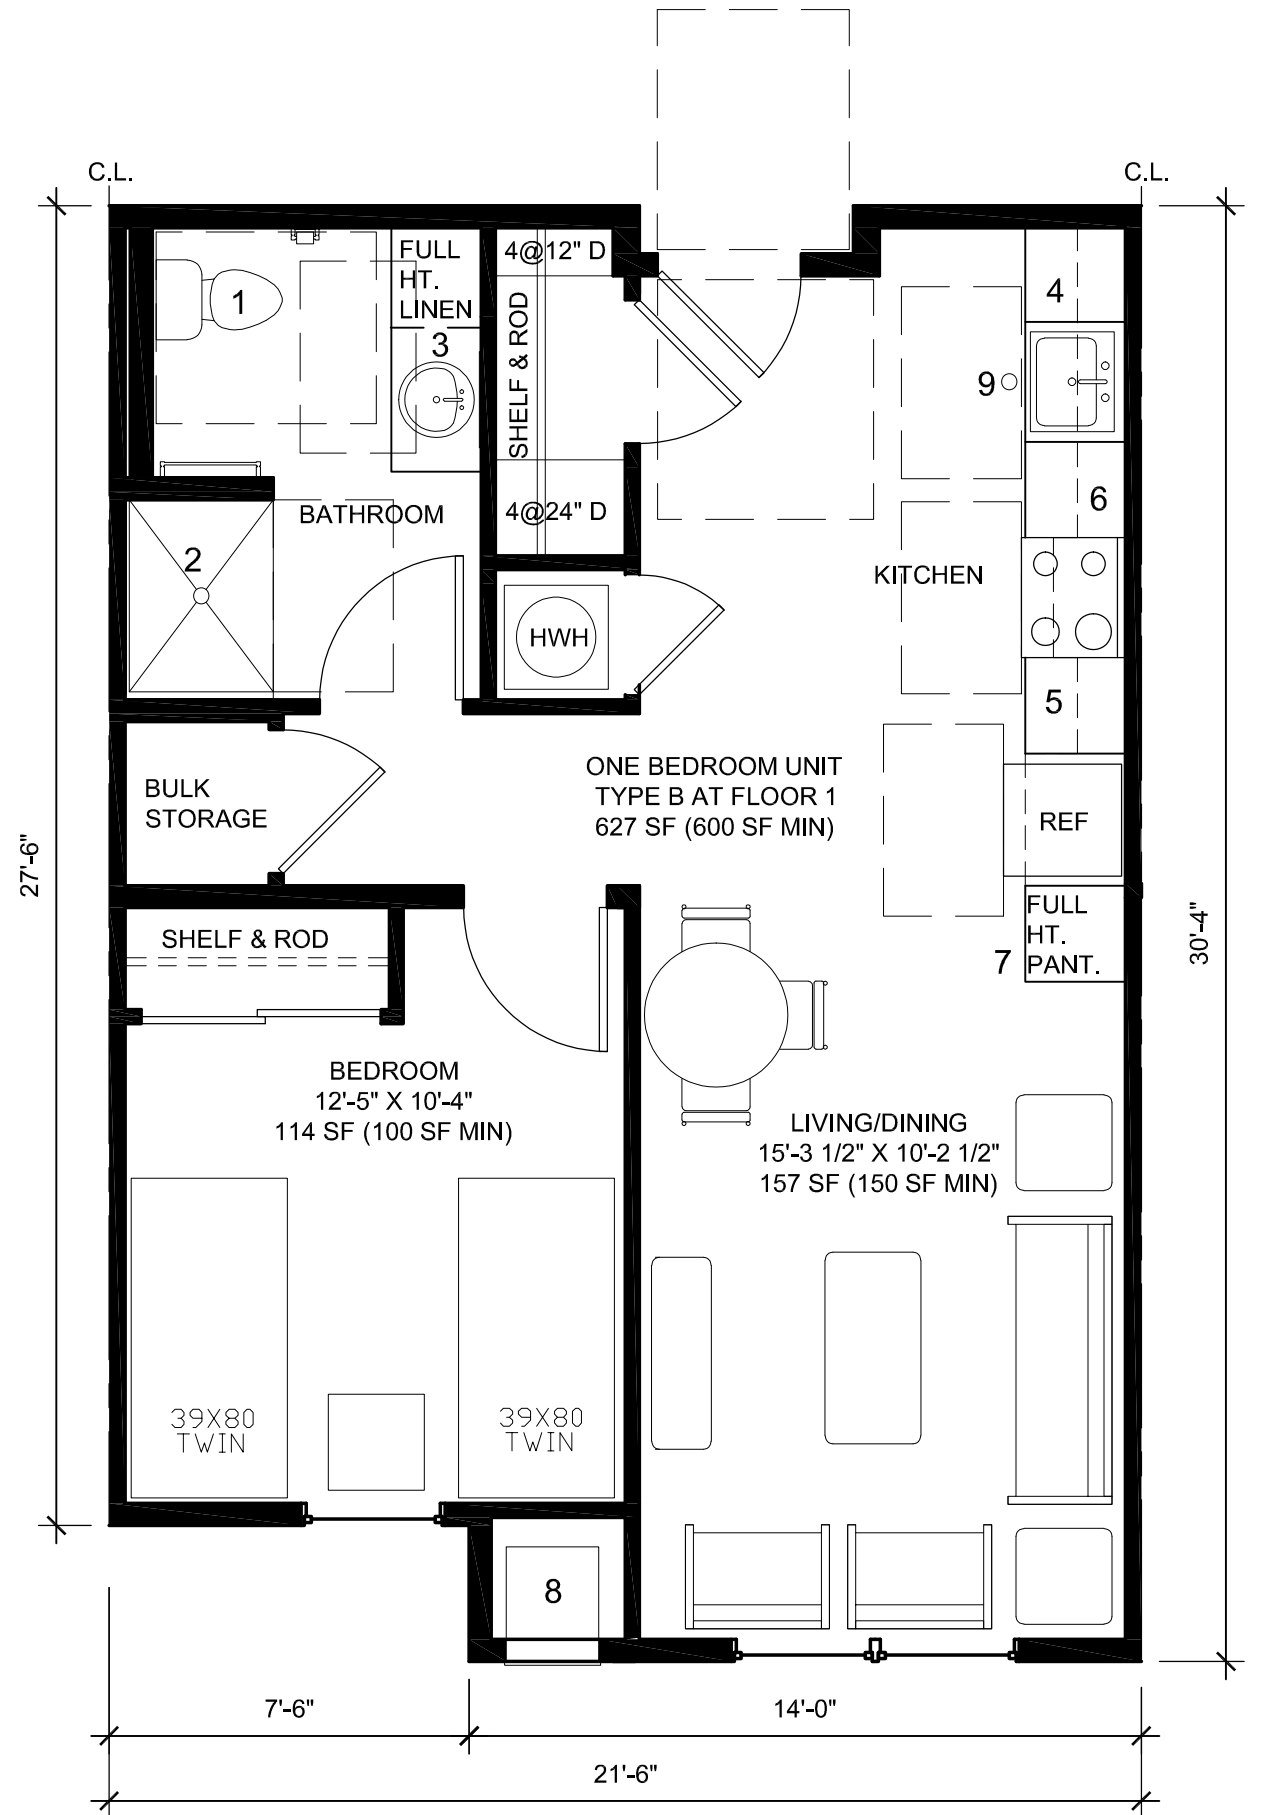 C.L.
C.L.
FULL
HT.
LINEN
4@12" D
1
3
SHELF & ROD
4
9
4@24" D
BATHROOM
6
2
KITCHEN
HWH
5
ONE BEDROOM UNIT
TYPE B AT FLOOR 1
627 SF (600 SF MIN)
BULK
STORAGE
REF
27'-6"
FULL
HT.
PANT.
7
30'-4"
SHELF & ROD
BEDROOM
12'-5" X 10'-4"
114 SF (100 SF MIN)
LIVING/DINING
15'-3 1/2" X 10'-2 1/2"
157 SF (150 SF MIN)
39X80
TWIN
39X80
TWIN
8
7'-6"
14'-0"
21'-6"